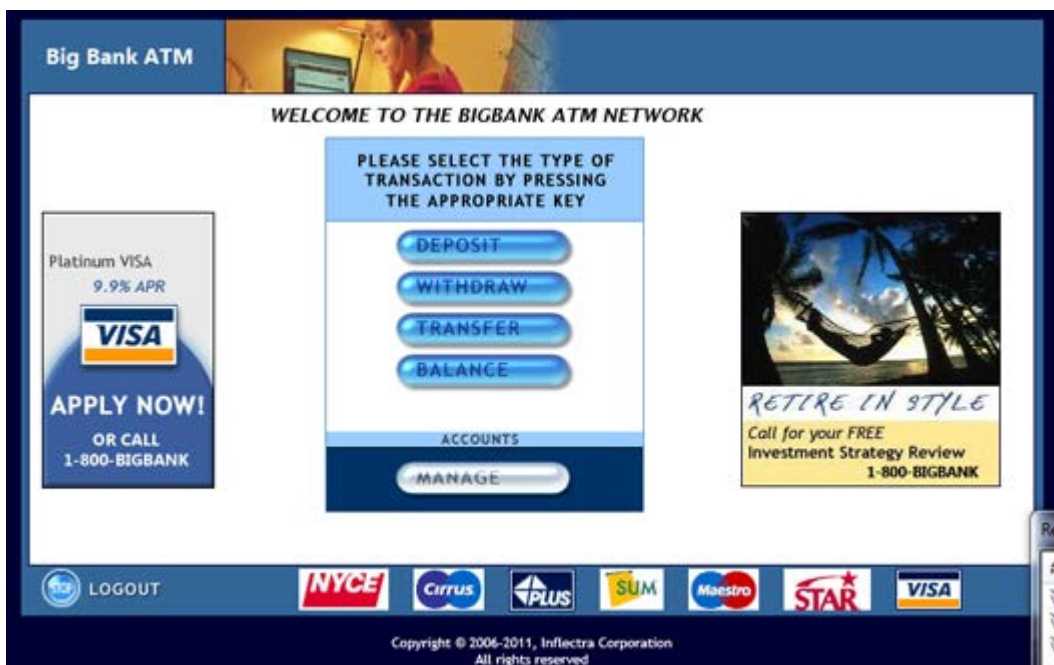 Big Bank ATM
WELCOME TO THE BIGBANK ATM NETWORK
PLEASE SELECT THE TYPE OF
TRANSACTION BY PRESSING
THE APPROPRIATE KEY
DEPOSIT
WITHDRAW
TRANSFER
BALANCE
ACCOUNTS
MANAGE
Platinum VISA
9.9% APR
VISA
APPLY NOW!
OR CALL
1-800-BIGBANK
RETIRE IN STYLE
Call for your FREE
Investment Strategy Review
1-800-BIGBANK
STOP LOGOUT
NYCE Cirrus PLUS SUM Maestro STAR VISA
Copyright © 2006-2011, Inflectra Corporation
All rights reserved